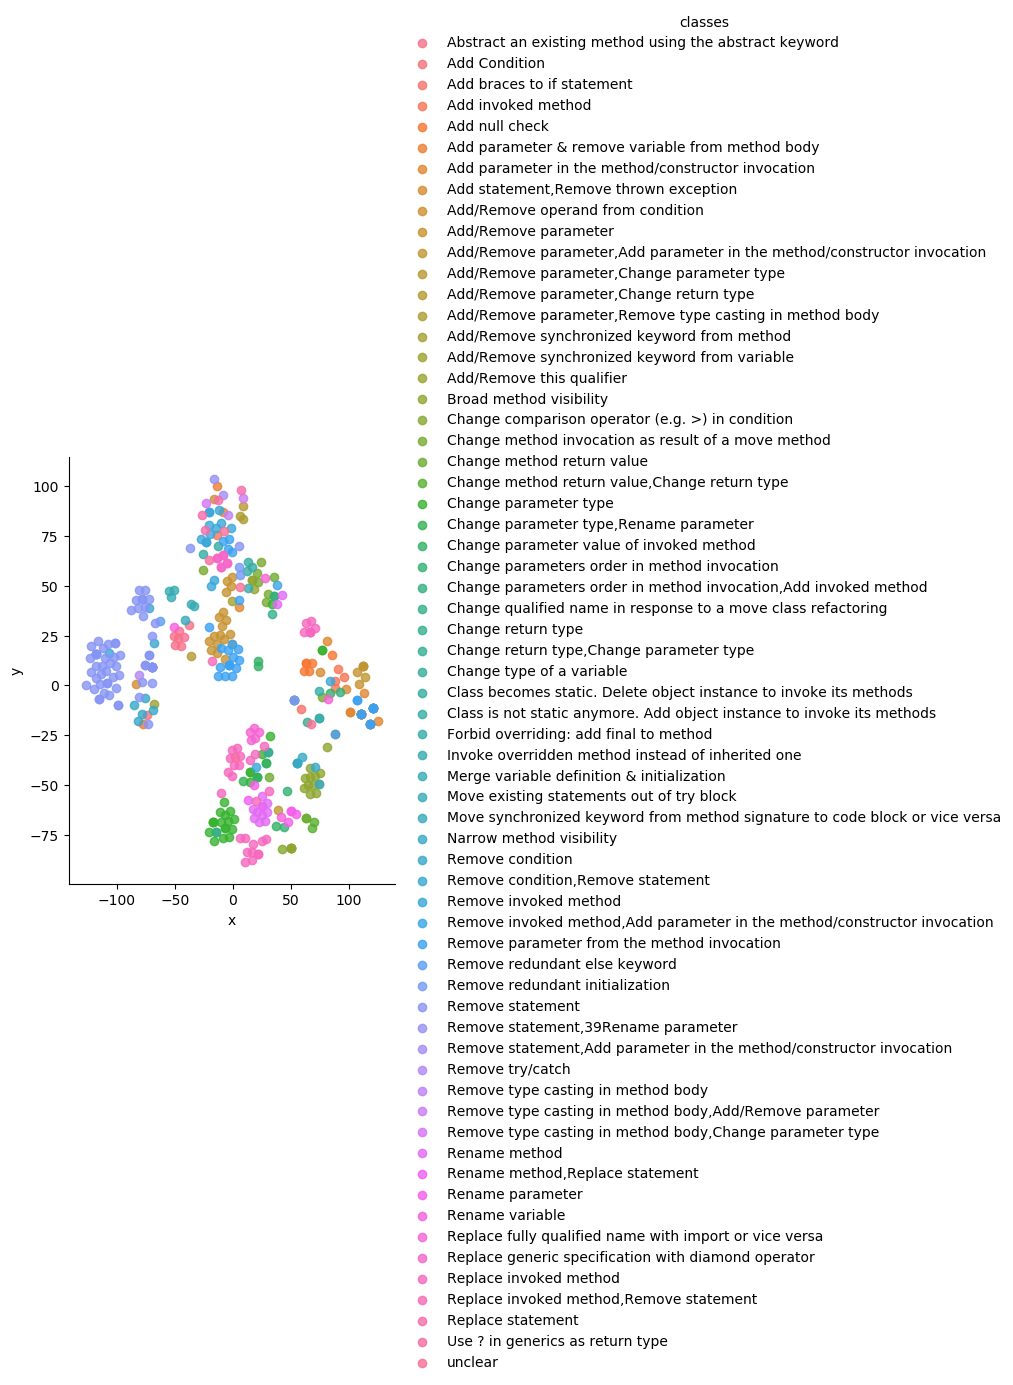 classes
Abstract an existing method using the abstract keyword
Add Condition
Add braces to if statement
Add invoked method
Add null check
Add parameter & remove variable from method body
Add parameter in the method/constructor invocation
Add statement,Remove thrown exception
Add/Remove operand from condition
Add/Remove parameter
Add/Remove parameter,Add parameter in the method/constructor invocation
Add/Remove parameter,Change parameter type
Add/Remove parameter,Change return type
Add/Remove parameter,Remove type casting in method body
Add/Remove synchronized keyword from method
Add/Remove synchronized keyword from variable
Add/Remove this qualifier
Broad method visibility
Change comparison operator (e.g. >) in condition
Change method invocation as result of a move method
Change method return value
Change method return value,Change return type
Change parameter type
Change parameter type,Rename parameter
Change parameter value of invoked method
Change parameters order in method invocation
Change parameters order in method invocation,Add invoked method
Change qualified name in response to a move class refactoring
Change return type
Change return type,Change parameter type
Change type of a variable
Class becomes static. Delete object instance to invoke its methods
Class is not static anymore. Add object instance to invoke its methods
Forbid overriding: add final to method
Invoke overridden method instead of inherited one
Merge variable definition & initialization
Move existing statements out of try block
Move synchronized keyword from method signature to code block or vice versa
Narrow method visibility
Remove condition
Remove condition,Remove statement
Remove invoked method
Remove invoked method,Add parameter in the method/constructor invocation
Remove parameter from the method invocation
Remove redundant else keyword
Remove redundant initialization
Remove statement
Remove statement,39Rename parameter
Remove statement,Add parameter in the method/constructor invocation
Remove try/catch
Remove type casting in method body
Remove type casting in method body,Add/Remove parameter
Remove type casting in method body,Change parameter type
Rename method
Rename method,Replace statement
Rename parameter
Rename variable
Replace fully qualified name with import or vice versa
Replace generic specification with diamond operator
Replace invoked method
Replace invoked method,Remove statement
Replace statement
Use ? in generics as return type
unclear
100
75
50
25
0
−25
−50
−75
y
−100
−50
0
50
100
x